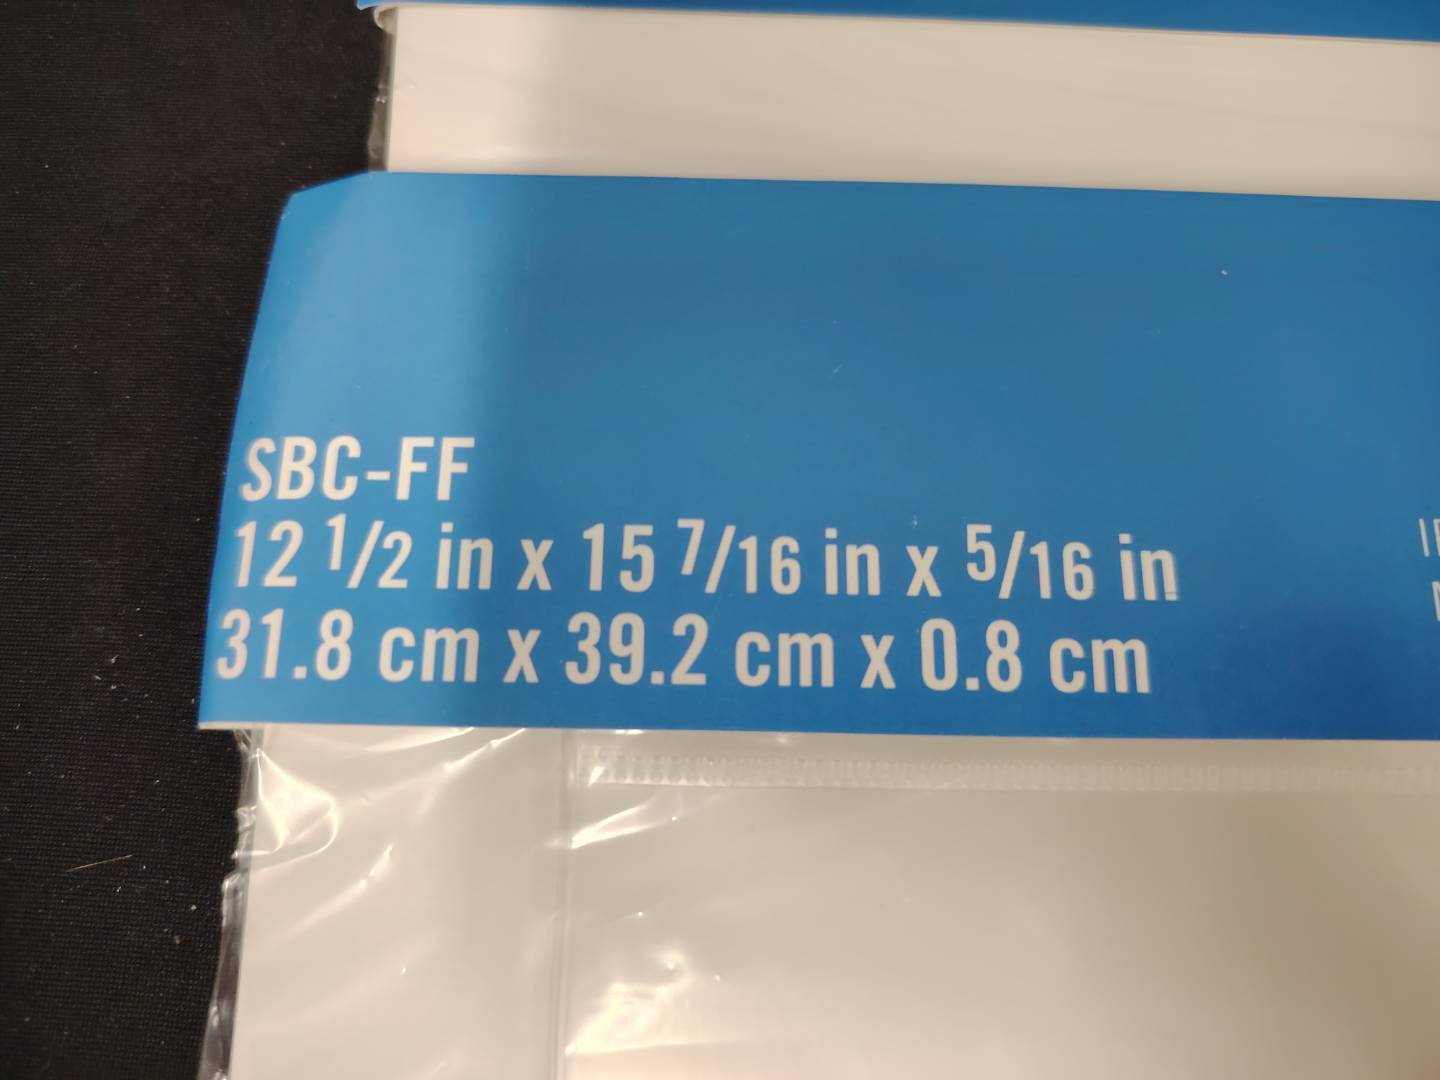 SBC-FF
12 1/2 in x 15 7/16 in x 5/16 in
31.8 cm x 39.2 cm x 0.8 cm